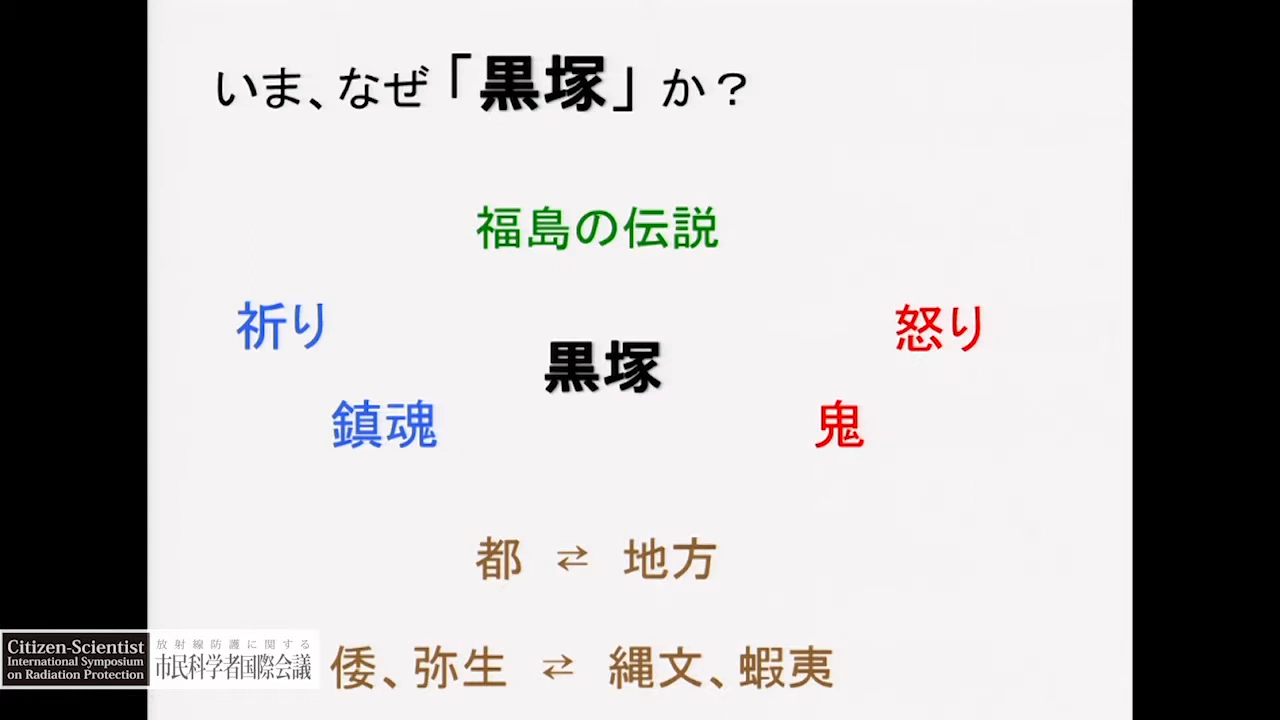 いま、なぜ「黒塚」か？
福島の伝説
祈り
怒り
黒塚
鎮魂
鬼
都 ⇄ 地方
倭、弥生 ⇄ 縄文、蝦夷
Citizen-Scientist
International Symposium
on Radiation Protection
放射線防護に関する
市民科学者国際会議